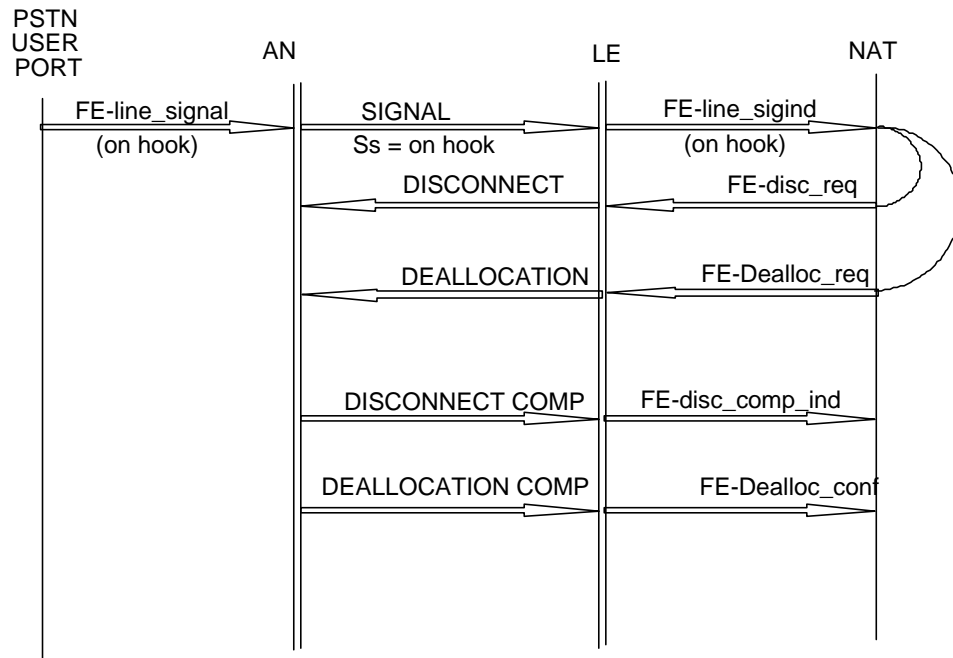 PSTN
USER
PORT
AN
LE
NAT
FE-line_signal
SIGNAL
FE-line_sigind
(on hook)
Ss = on hook
(on hook)
DISCONNECT
FE-disc_req
DEALLOCATION
FE-Dealloc_req
DISCONNECT COMP
FE-disc_comp_ind
DEALLOCATION COMP
FE-Dealloc_conf